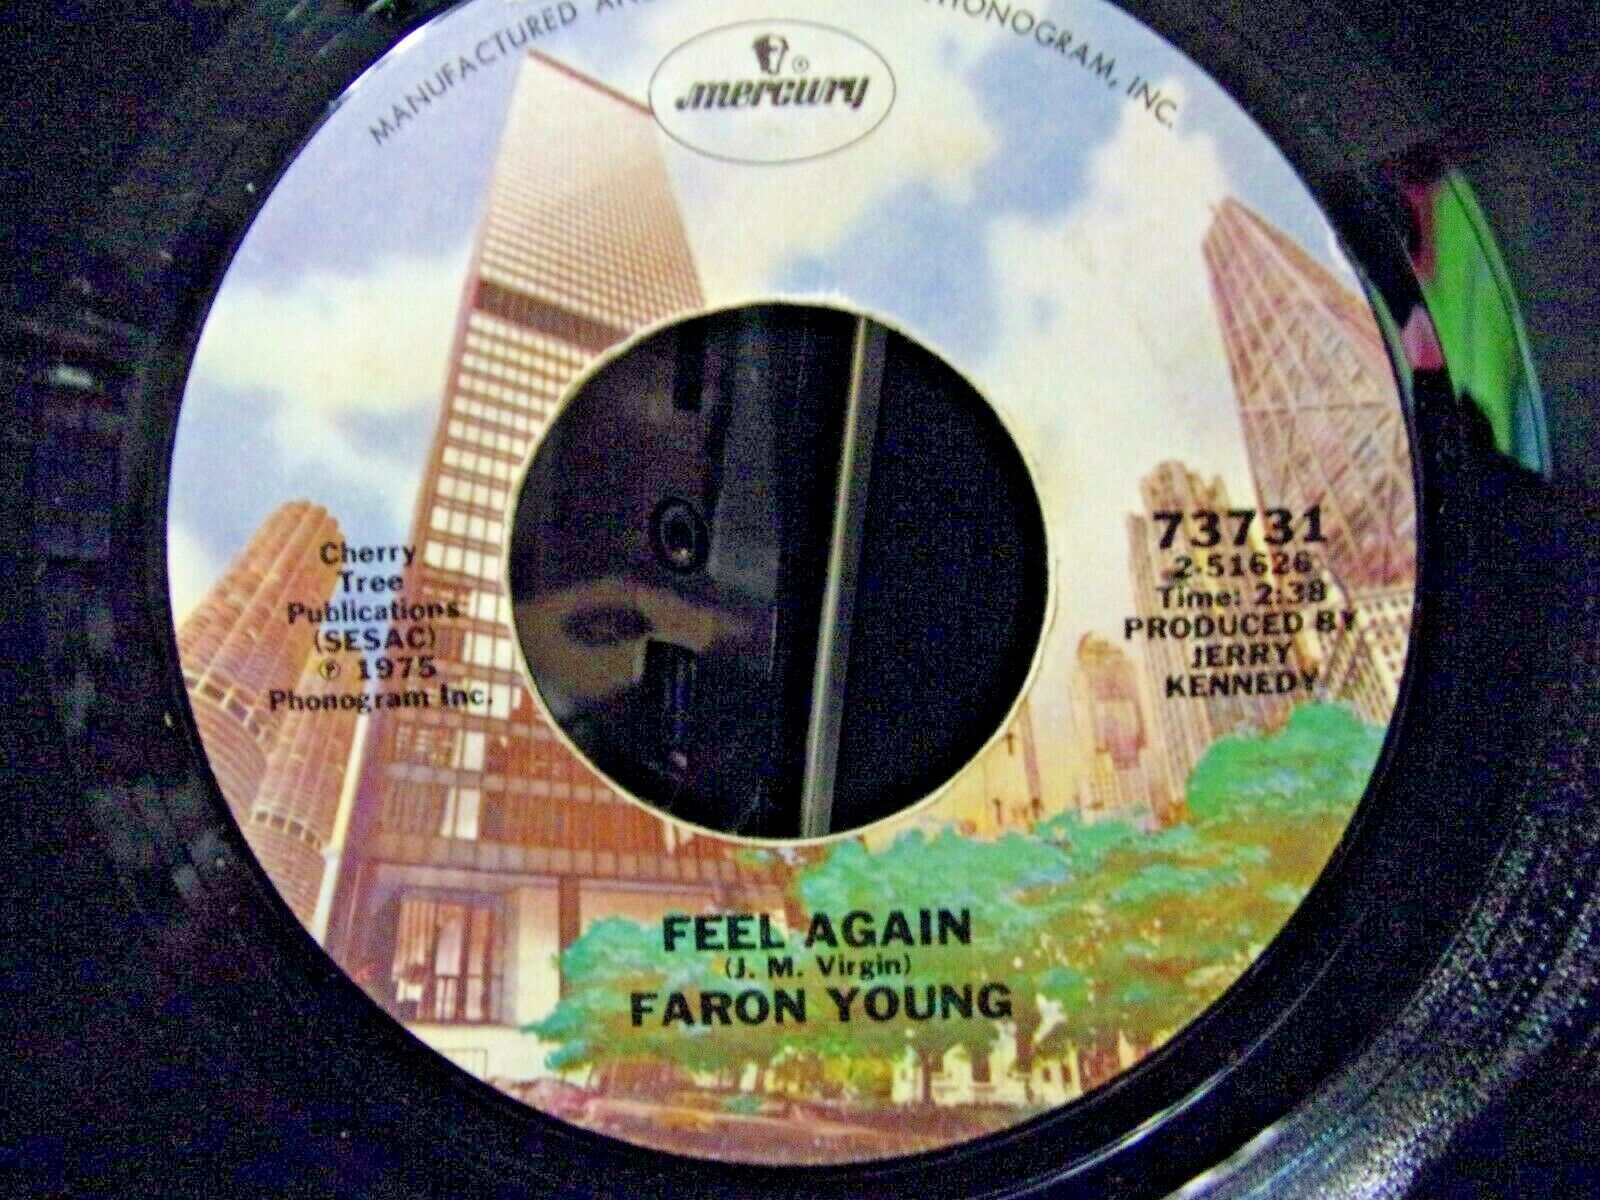 MANUFACTURED AN PHONOGRAM, INC.
mercury
Cherry
Tree
Publications
(SESAC)
℗ 1975
Phonogram Inc.
73731
2-51626
Time: 2:38
PRODUCED BY
JERRY
KENNEDY
FEEL AGAIN
(J. M. Virgin)
FARON YOUNG